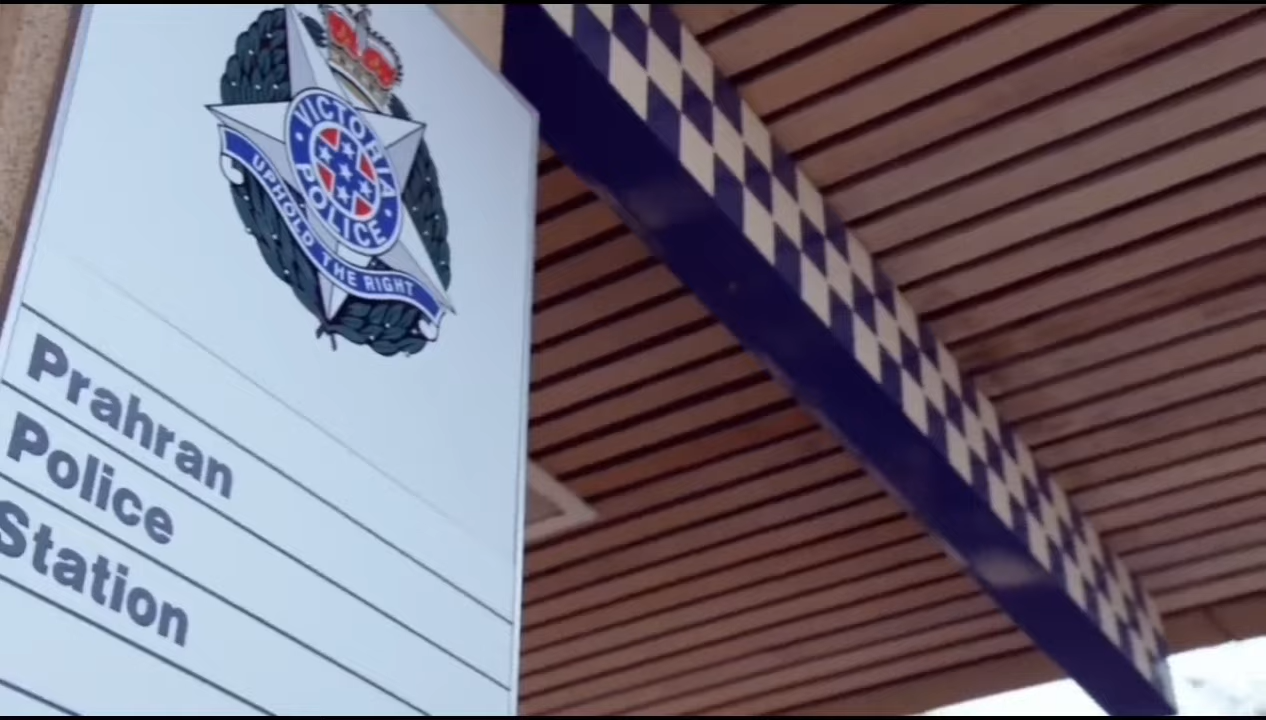 VICTORIA
POLICE
UPHOLD THE RIGHT
Prahran
Police
Station